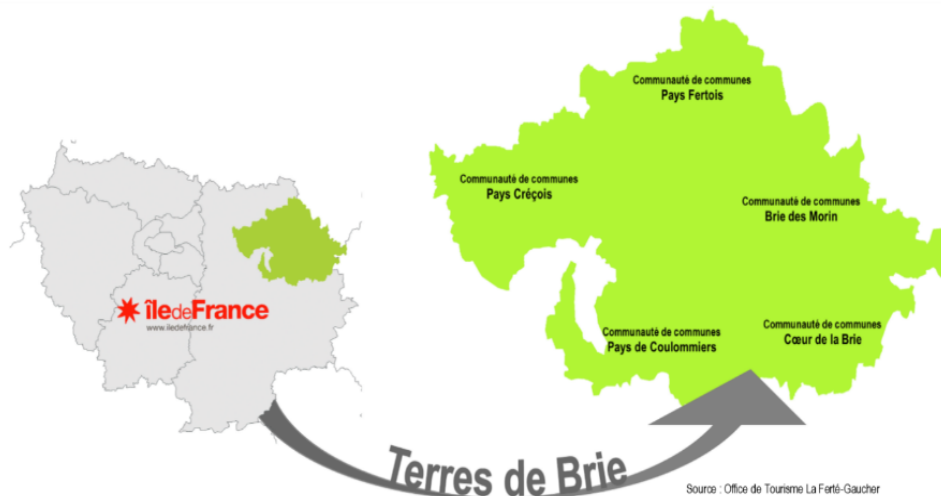 Communauté de communes
Pays Fertois
Communauté de communes
Pays Créçois
Communauté de communes
Brie des Morin
îledeFrance
www.iledefrance.fr
Communauté de communes
Pays de Coulommiers
Communauté de communes
Cœur de la Brie
Terres de Brie
Source : Office de Tourisme La Ferté-Gaucher